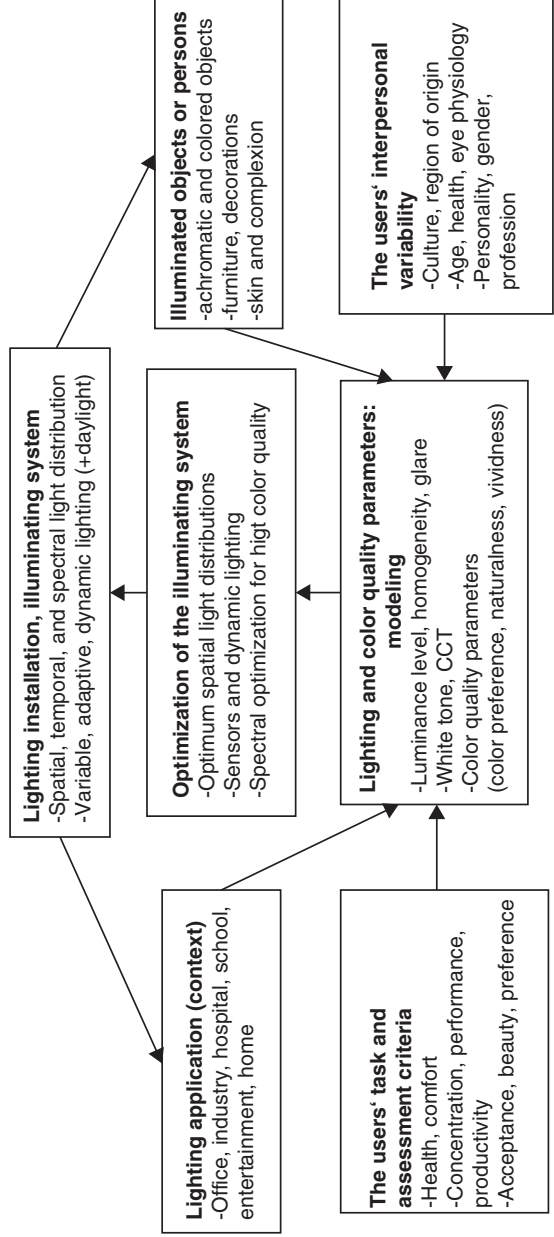 Lighting installation, illuminating system
-Spatial, temporal, and spectral light distribution
-Variable, adaptive, dynamic lighting (+daylight)
Lighting application (context)
-Office, industry, hospital, school,
entertainment, home
Optimization of the illuminating system
-Optimum spatial light distributions
-Sensors and dynamic lighting
-Spectral optimization for higt color quality
Illuminated objects or persons
-achromatic and colored objects
-furniture, decorations
-skin and complexion
The users‘ task and
assessment criteria
-Health, comfort
-Concentration, performance,
productivity
-Acceptance, beauty, preference
Lighting and color quality parameters:
modeling
-Luminance level, homogeneity, glare
-White tone, CCT
-Color quality parameters
(color preference, naturalness, vividness)
The users‘ interpersonal
variability
-Culture, region of origin
-Age, health, eye physiology
-Personality, gender,
profession